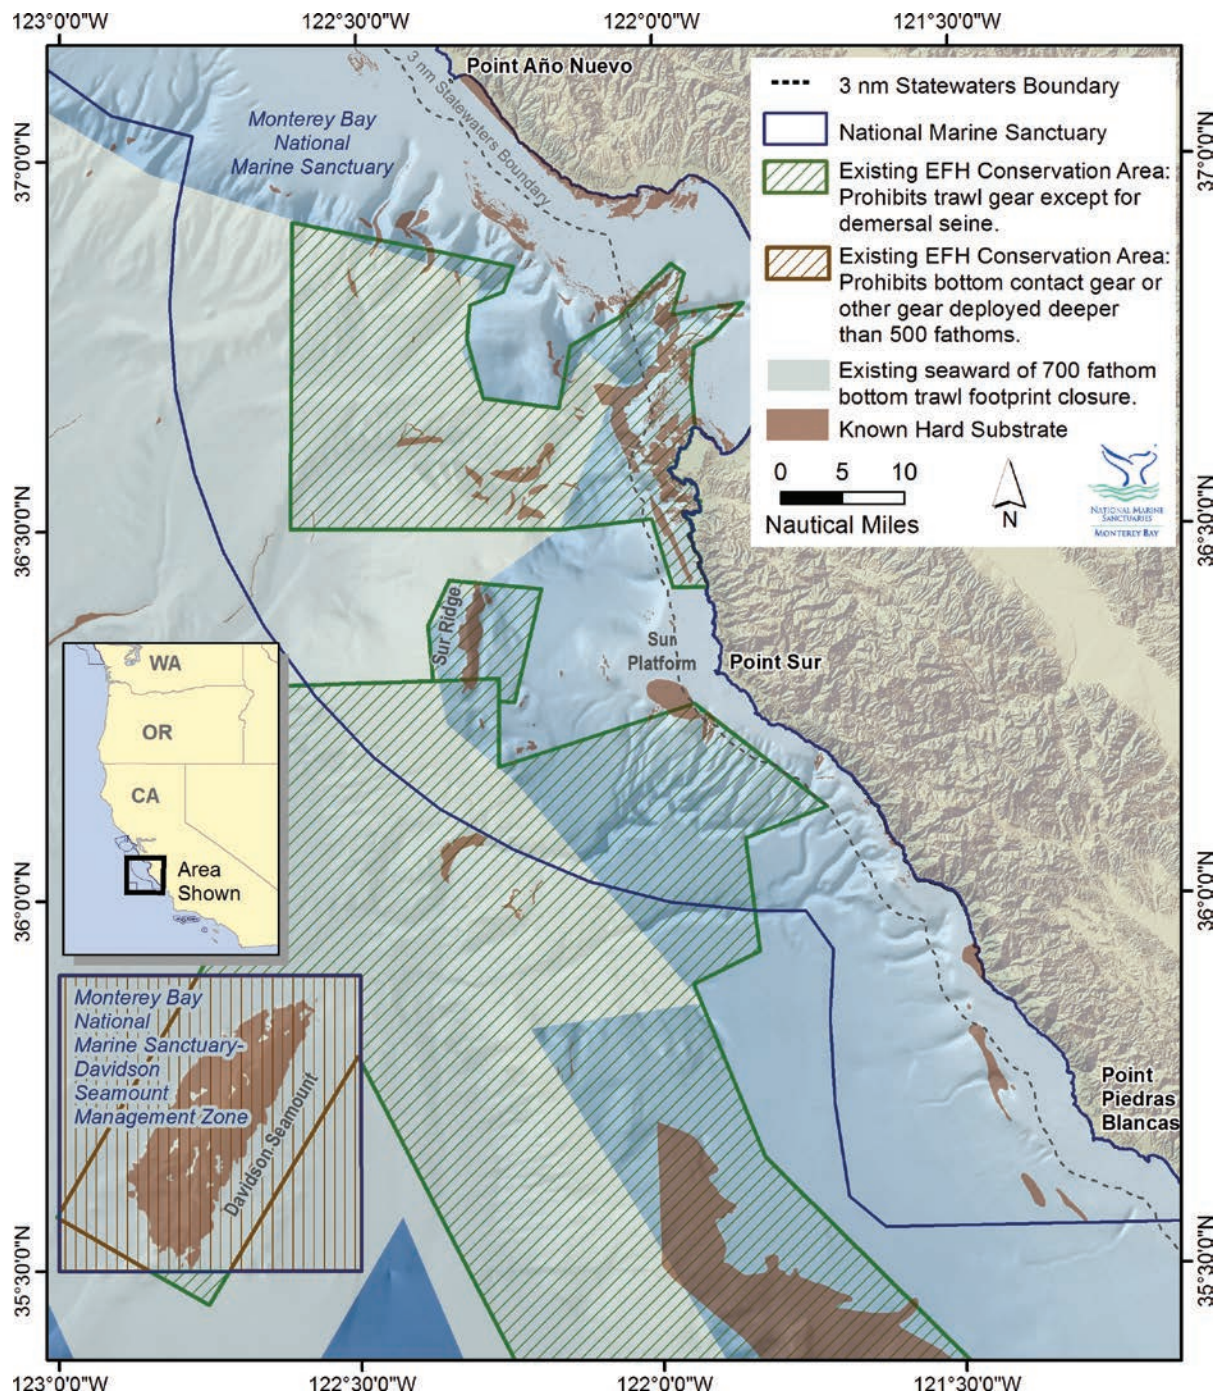 123°0'0"W
122°30'0"W
122°0'0"W
121°30'0"W
37°0'0"N
36°30'0"N
36°0'0"N
35°30'0"N
37°0'0"N
36°30'0"N
36°0'0"N
35°30'0"N
Point Año Nuevo
3 nm Statewaters Boundary
Monterey Bay
National
Marine Sanctuary
3 nm Statewaters Boundary
National Marine Sanctuary
Existing EFH Conservation Area:
Prohibits trawl gear except for
demersal seine.
Existing EFH Conservation Area:
Prohibits bottom contact gear or
other gear deployed deeper
than 500 fathoms.
Existing seaward of 700 fathom
bottom trawl footprint closure.
Known Hard Substrate
0 5 10
Nautical Miles
N
NATIONAL MARINE
SANCTUARIES
MONTEREY BAY
Sur Ridge
Sur
Platform
Point Sur
WA
OR
CA
Area
Shown
Monterey Bay
National
Marine Sanctuary-
Davidson
Seamount
Management Zone
Davidson Seamount
Point
Piedras
Blancas
123°0'0"W
122°30'0"W
122°0'0"W
121°30'0"W